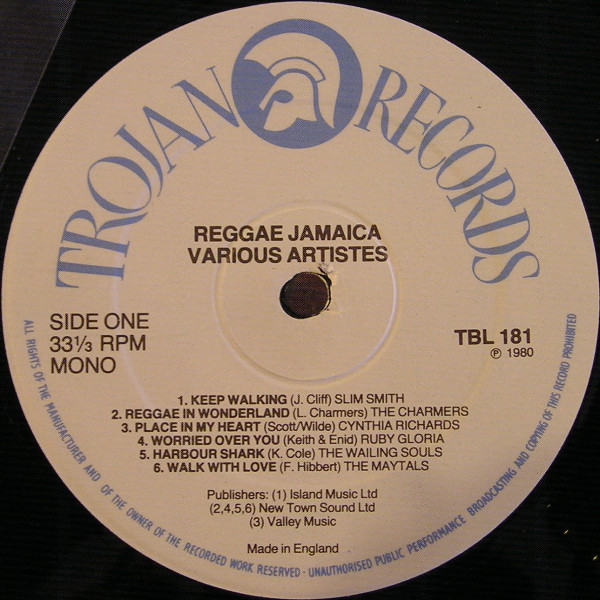 TROJAN RECORDS
REGGAE JAMAICA
VARIOUS ARTISTES
SIDE ONE
33⅓ RPM
MONO
TBL 181
℗ 1980
1. KEEP WALKING (J. Cliff) SLIM SMITH
2. REGGAE IN WONDERLAND (L. Charmers) THE CHARMERS
3. PLACE IN MY HEART (Scott/Wilde) CYNTHIA RICHARDS
4. WORRIED OVER YOU (Keith & Enid) RUBY GLORIA
5. HARBOUR SHARK (K. Cole) THE WAILING SOULS
6. WALK WITH LOVE (F. Hibbert) THE MAYTALS
Publishers: (1) Island Music Ltd
(2,4,5,6) New Town Sound Ltd
(3) Valley Music
Made in England
ALL RIGHTS OF THE MANUFACTURER AND OF THE OWNER OF THE RECORDED WORK RESERVED · UNAUTHORISED PUBLIC PERFORMANCE BROADCASTING AND COPYING OF THIS RECORD PROHIBITED